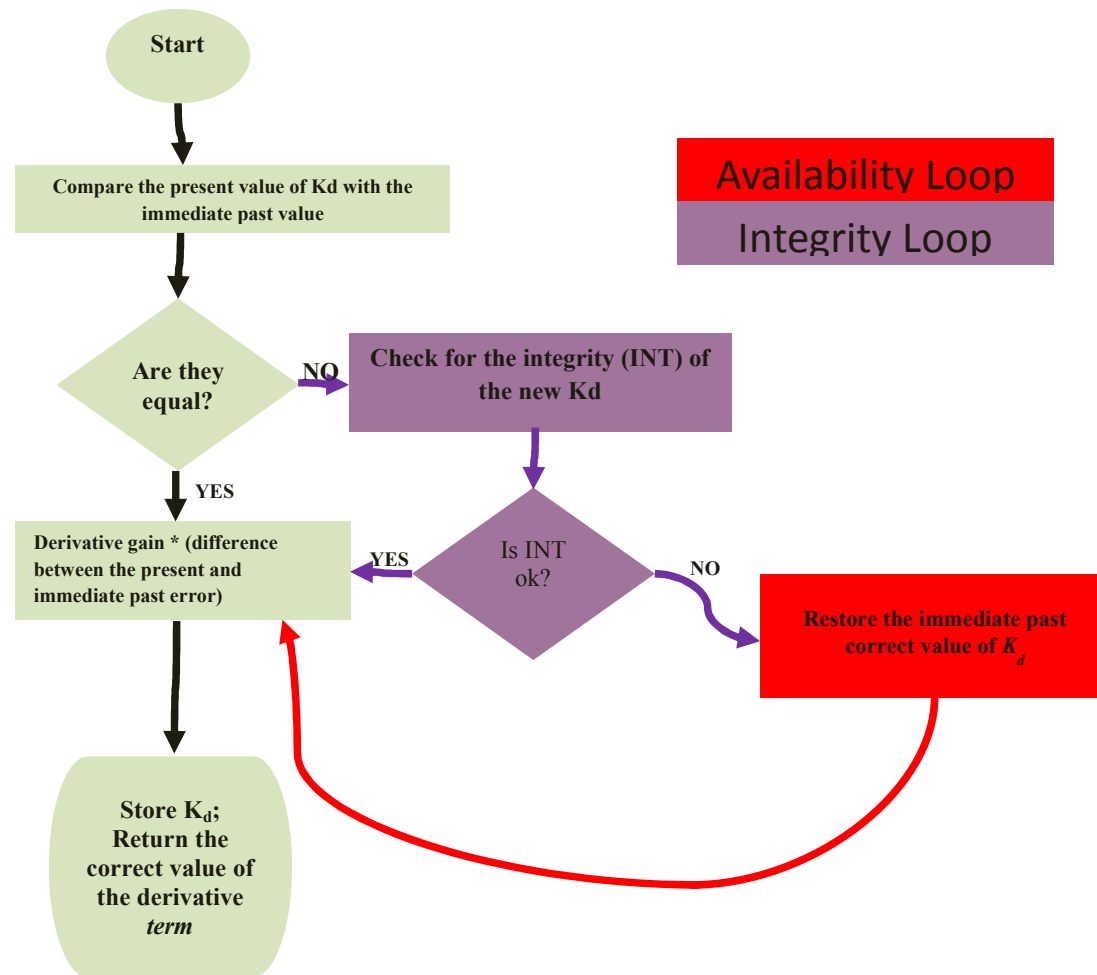 Start
Compare the present value of Kd with the
immediate past value
Availability Loop
Integrity Loop
Are they
equal?
NO
Check for the integrity (INT) of
the new Kd
YES
Derivative gain * (difference
between the present and
immediate past error)
YES
Is INT
ok?
NO
Restore the immediate past
correct value of K_d
Store K_d;
Return the
correct value of
the derivative
term